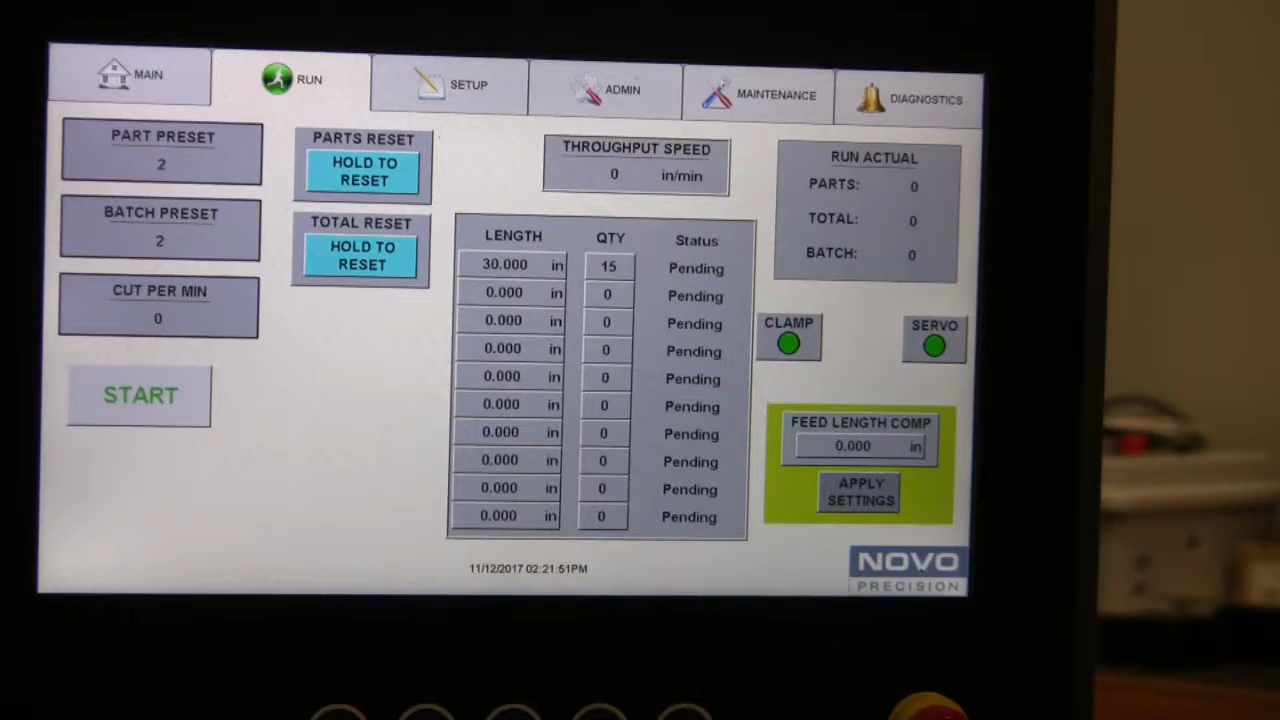 MAIN
RUN
SETUP
ADMIN
MAINTENANCE
DIAGNOSTICS
PART PRESET
2
BATCH PRESET
2
CUT PER MIN
0
START
PARTS RESET
HOLD TO
RESET
TOTAL RESET
HOLD TO
RESET
THROUGHPUT SPEED
0 in/min
LENGTH QTY Status
30.000 in 15 Pending
0.000 in 0 Pending
0.000 in 0 Pending
0.000 in 0 Pending
0.000 in 0 Pending
0.000 in 0 Pending
0.000 in 0 Pending
0.000 in 0 Pending
0.000 in 0 Pending
0.000 in 0 Pending
RUN ACTUAL
PARTS: 0
TOTAL: 0
BATCH: 0
CLAMP
SERVO
FEED LENGTH COMP
0.000 in
APPLY
SETTINGS
11/12/2017 02:21:51PM
NOVO
PRECISION